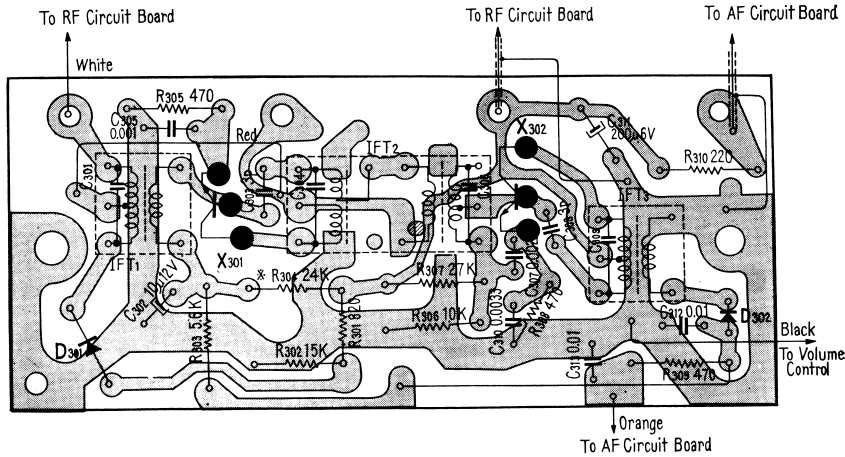 To RF Circuit Board
To RF Circuit Board
To AF Circuit Board
White
R305 470
C305
0.001
Red
X302
C311
200μ6V
IFT2
R310 220
C301
IFT3
IFT1
X301
※ R304 24K
R307 27K
C302 10μ12V
R303 5.6K
R301 820
R306 10K
C310 0.0033
R308 470
C312 0.01
D302
D301
R302 15K
C313 0.01
R309 470
Black
To Volume
Control
Orange
To AF Circuit Board